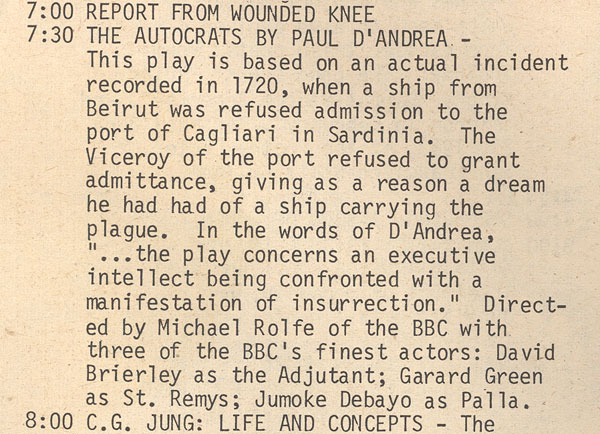 7:00 REPORT FROM WOUNDED KNEE
7:30 THE AUTOCRATS BY PAUL D'ANDREA -
This play is based on an actual incident
recorded in 1720, when a ship from
Beirut was refused admission to the
port of Cagliari in Sardinia. The
Viceroy of the port refused to grant
admittance, giving as a reason a dream
he had had of a ship carrying the
plague. In the words of D'Andrea,
"...the play concerns an executive
intellect being confronted with a
manifestation of insurrection." Direct-
ed by Michael Rolfe of the BBC with
three of the BBC's finest actors: David
Brierley as the Adjutant; Garard Green
as St. Remys; Jumoke Debayo as Palla.
8:00 C.G. JUNG: LIFE AND CONCEPTS - The